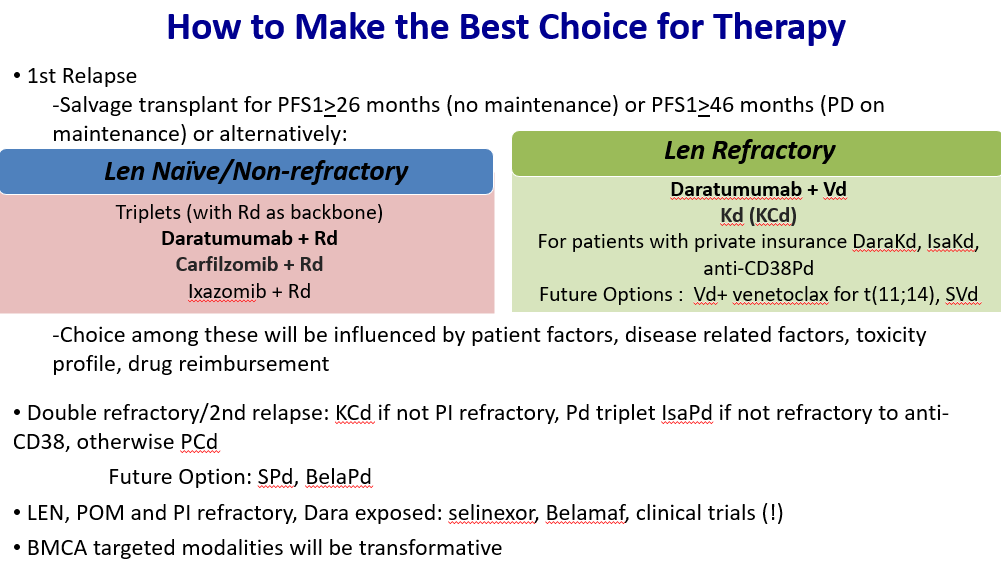 How to Make the Best Choice for Therapy
• 1st Relapse
-Salvage transplant for PFS1≥26 months (no maintenance) or PFS1≥46 months (PD on
maintenance) or alternatively:
Len Naïve/Non-refractory
Triplets (with Rd as backbone)
Daratumumab + Rd
Carfilzomib + Rd
Ixazomib + Rd
Len Refractory
Daratumumab + Vd
Kd (KCd)
For patients with private insurance DaraKd, IsaKd,
anti-CD38Pd
Future Options : Vd+ venetoclax for t(11;14), SVd
-Choice among these will be influenced by patient factors, disease related factors, toxicity
profile, drug reimbursement
• Double refractory/2nd relapse: KCd if not PI refractory, Pd triplet IsaPd if not refractory to anti-
CD38, otherwise PCd
Future Option: SPd, BelaPd
• LEN, POM and PI refractory, Dara exposed: selinexor, Belamaf, clinical trials (!)
• BMCA targeted modalities will be transformative